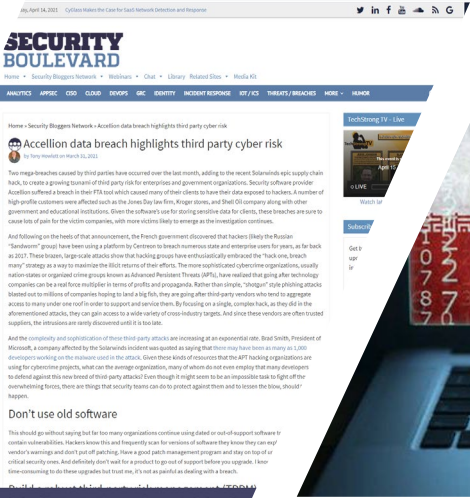 April 14, 2021 CyGlass Makes the Case for SaaS Network Detection and Response
SECURITY
BOULEVARD
Home Security Bloggers Network Webinars Chat Library Related Sites Media Kit
ANALYTICS APPSEC CISO CLOUD DEVOPS GRC IDENTITY INCIDENT RESPONSE IOT / ICS THREATS / BREACHES MORE HUMOR
Home » Security Bloggers Network » Accellion data breach highlights third party cyber risk
Accellion data breach highlights third party cyber risk
by Tony Howlett on March 31, 2021
Two mega-breaches caused by third parties have occurred over the last month, adding to the recent Solarwinds epic supply chain
hack, to create a growing tsunami of third party risk for enterprises and government organizations. Security software provider
Accellion suffered a breach in their FTA tool which caused many of their clients to have their data exposed to hackers. A number of
high-profile customers were affected such as the Jones Day law firm, Kroger stores, and Shell Oil company along with other
government and educational institutions. Given the software's use for storing sensitive data for clients, these breaches are sure to
cause lots of pain for the victim companies, with more victims likely to emerge as the investigation continues.
And following on the heels of that announcement, the French government discovered that hackers (likely the Russian
"Sandworm" group) have been using a platform by Centreon to breach numerous state and enterprise users for years, as far back
as 2017. These brazen, large-scale attacks show that hacking groups have enthusiastically embraced the "hack one, breach
many" strategy as a way to maximize the illicit returns of their efforts. The more sophisticated cybercrime organizations, usually
nation-states or organized crime groups known as Advanced Persistent Threats (APTs), have realized that going after technology
companies can be a real force multiplier in terms of profits and propaganda. Rather than simple, "shotgun" style phishing attacks
blasted out to millions of companies hoping to land a big fish, they are going after third-party vendors who tend to aggregate
access to many under one roof in order to support and service them. By focusing on a single, complex hack, as they did in the
aforementioned attacks, they can gain access to a wide variety of cross-industry targets. And since these vendors are often trusted
suppliers, the intrusions are rarely discovered until it is too late.
And the complexity and sophistication of these third-party attacks are increasing at an exponential rate. Brad Smith, President of
Microsoft, a company affected by the Solarwinds incident was quoted as saying that there may have been as many as 1,000
developers working on the malware used in the attack. Given these kinds of resources that the APT hacking organizations are
using for cybercrime projects, what can the average organization, many of whom do not even employ that many developers
to defend against this new breed of third-party attacks? Even though it might seem to be an impossible task to fight off the
overwhelming forces, there are things that security teams can do to protect against them and to lessen the blow, should
happen.
Don't use old software
This should go without saying but far too many organizations continue using dated or out-of-support software
contain vulnerabilities. Hackers know this and frequently scan for versions of software they know they can
vendor's warnings and don't put off patching. Have a good patch management program and stay on top of
critical security ones. And definitely don't wait for a product to go out of support before you upgrade. I
time-consuming to do these upgrades but trust me, it's not as painful as dealing with a breach.
TechStrong TV – Live
LIVE
Subscri
Get